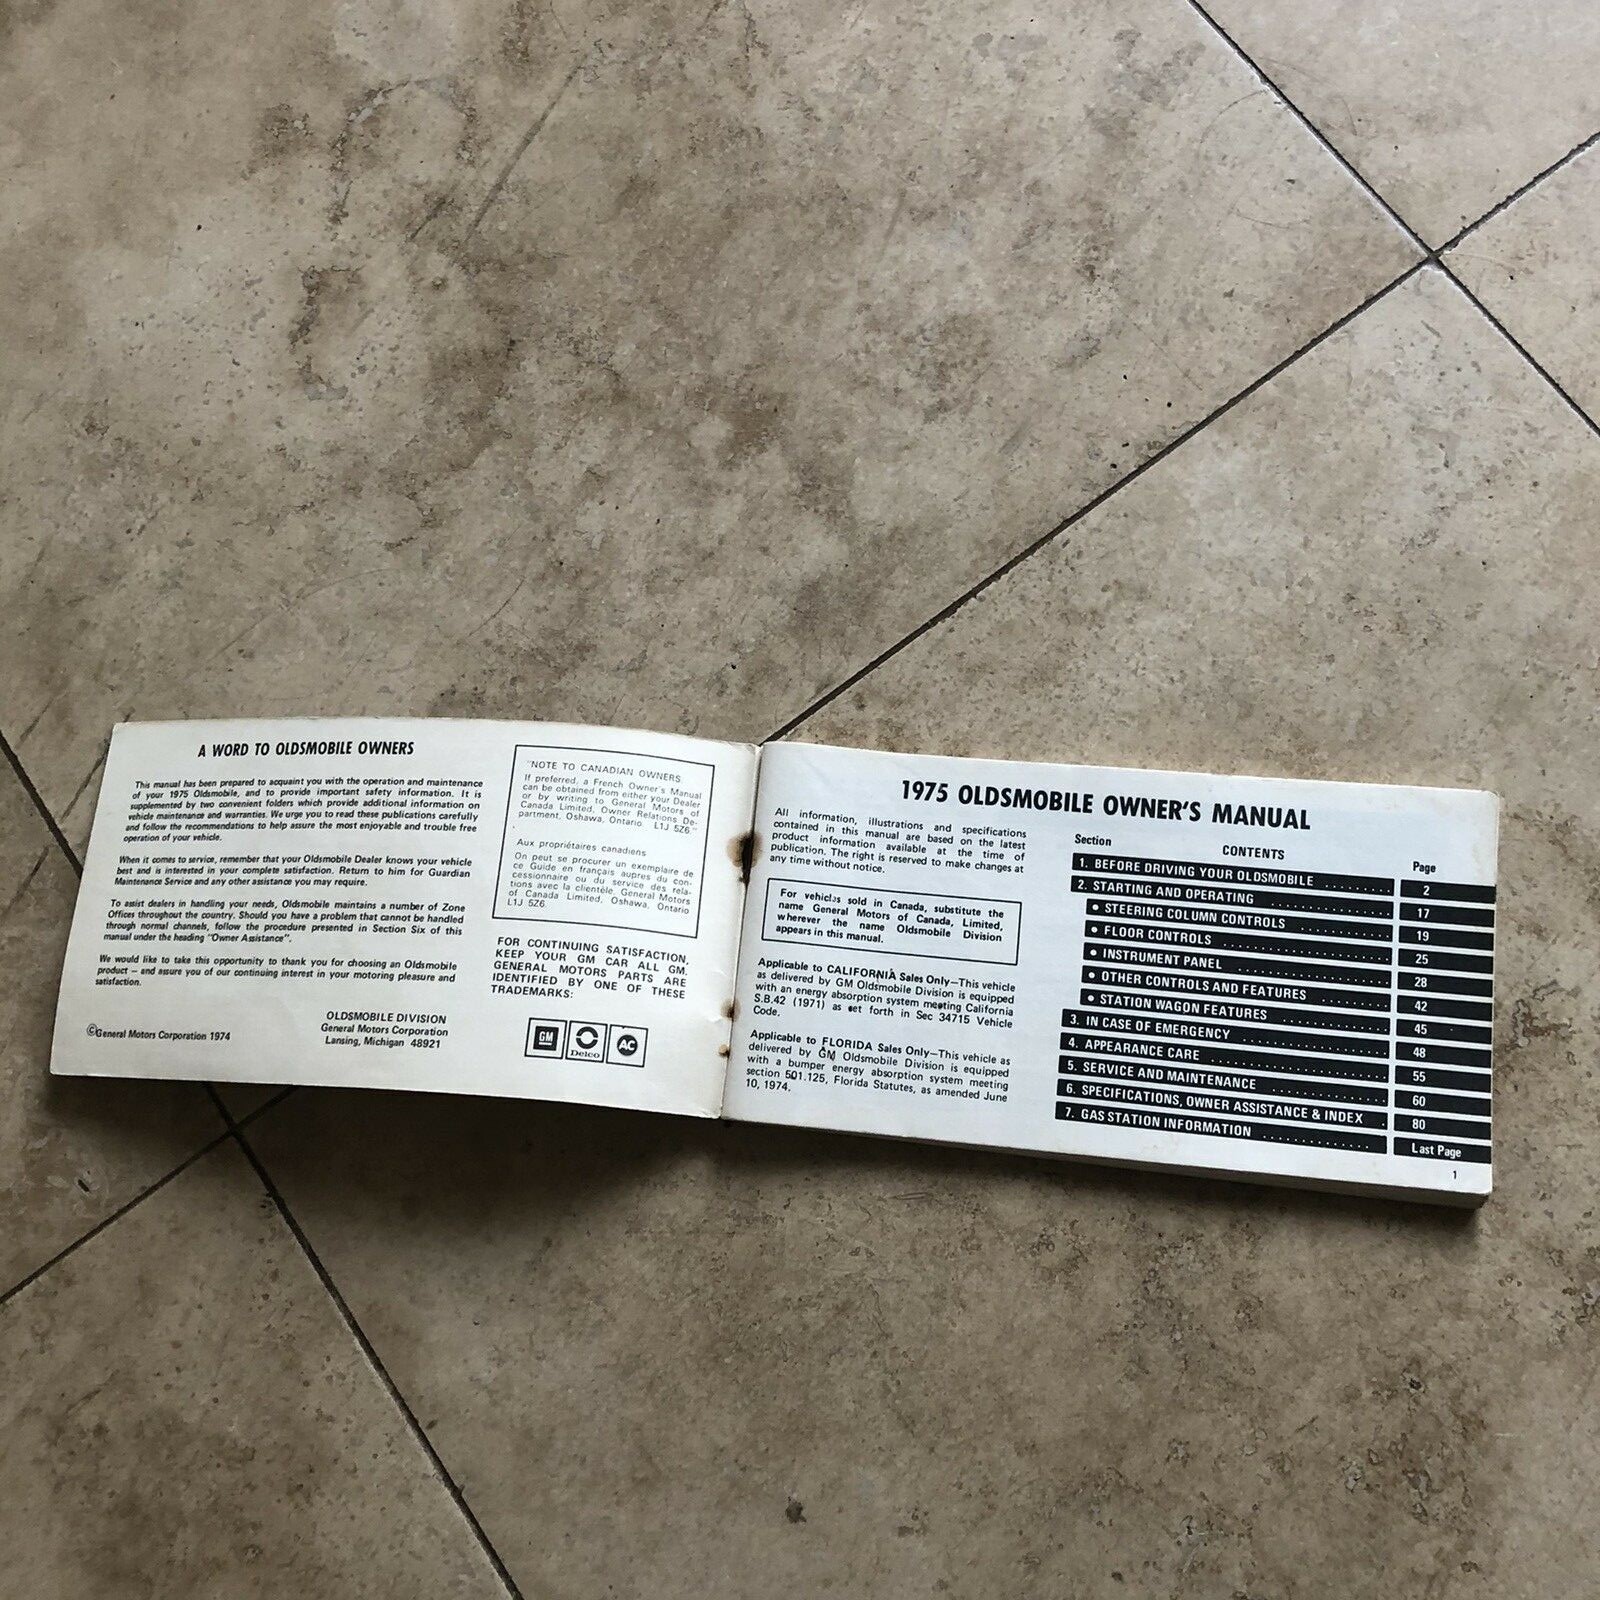 A WORD TO OLDSMOBILE OWNERS
This manual has been prepared to acquaint you with the operation and maintenance
of your 1975 Oldsmobile, and to provide important safety information. It is
supplemented by two convenient folders which provide additional information on
vehicle maintenance and warranties. We urge you to read these publications carefully
and follow the recommendations to help assure the most enjoyable and trouble free
operation of your vehicle.
When it comes to service, remember that your Oldsmobile Dealer knows your vehicle
best and is interested in your complete satisfaction. Return to him for Guardian
Maintenance Service and any other assistance you may require.
To assist dealers in handling your needs, Oldsmobile maintains a number of Zone
Offices throughout the country. Should you have a problem that cannot be handled
through normal channels, follow the procedure presented in Section Six of this
manual under the heading "Owner Assistance".
We would like to take this opportunity to thank you for choosing an Oldsmobile
product – and assure you of our continuing interest in your motoring pleasure and
satisfaction.
OLDSMOBILE DIVISION
General Motors Corporation
Lansing, Michigan 48921
©General Motors Corporation 1974
"NOTE TO CANADIAN OWNERS
If preferred, a French Owner's Manual
can be obtained from either your Dealer
or by writing to General Motors of
Canada Limited, Owner Relations De-
partment, Oshawa, Ontario. L1J 5Z6"
Aux propriétaires canadiens
On peut se procurer un exemplaire de
ce Guide en français aupres du con-
cessionnaire ou du service des rela-
tions avec la clientèle, General Motors
of Canada Limited, Oshawa, Ontario
L1J 5Z6
FOR CONTINUING SATISFACTION,
KEEP YOUR GM CAR ALL GM.
GENERAL MOTORS PARTS ARE
IDENTIFIED BY ONE OF THESE
TRADEMARKS:
GM Delco AC
1975 OLDSMOBILE OWNER'S MANUAL
All information, illustrations and specifications
contained in this manual are based on the latest
product information available at the time of
publication. The right is reserved to make changes at
any time without notice.
For vehicles sold in Canada, substitute the
name General Motors of Canada, Limited,
wherever the name Oldsmobile Division
appears in this manual.
Applicable to CALIFORNIA Sales Only—This vehicle
as delivered by GM Oldsmobile Division is equipped
with an energy absorption system meeting California
S.B.42 (1971) as set forth in Sec 34715 Vehicle
Code.
Applicable to FLORIDA Sales Only—This vehicle as
delivered by GM Oldsmobile Division is equipped
with a bumper energy absorption system meeting
section 501.125, Florida Statutes, as amended June
10, 1974.
Section CONTENTS Page
1. BEFORE DRIVING YOUR OLDSMOBILE ......... 2
2. STARTING AND OPERATING ............... 17
• STEERING COLUMN CONTROLS ............ 19
• FLOOR CONTROLS ...................... 25
• INSTRUMENT PANEL .................... 28
• OTHER CONTROLS AND FEATURES ......... 42
• STATION WAGON FEATURES .............. 45
3. IN CASE OF EMERGENCY ................. 48
4. APPEARANCE CARE ...................... 55
5. SERVICE AND MAINTENANCE .............. 60
6. SPECIFICATIONS, OWNER ASSISTANCE & INDEX . 80
7. GAS STATION INFORMATION .............. Last Page
1